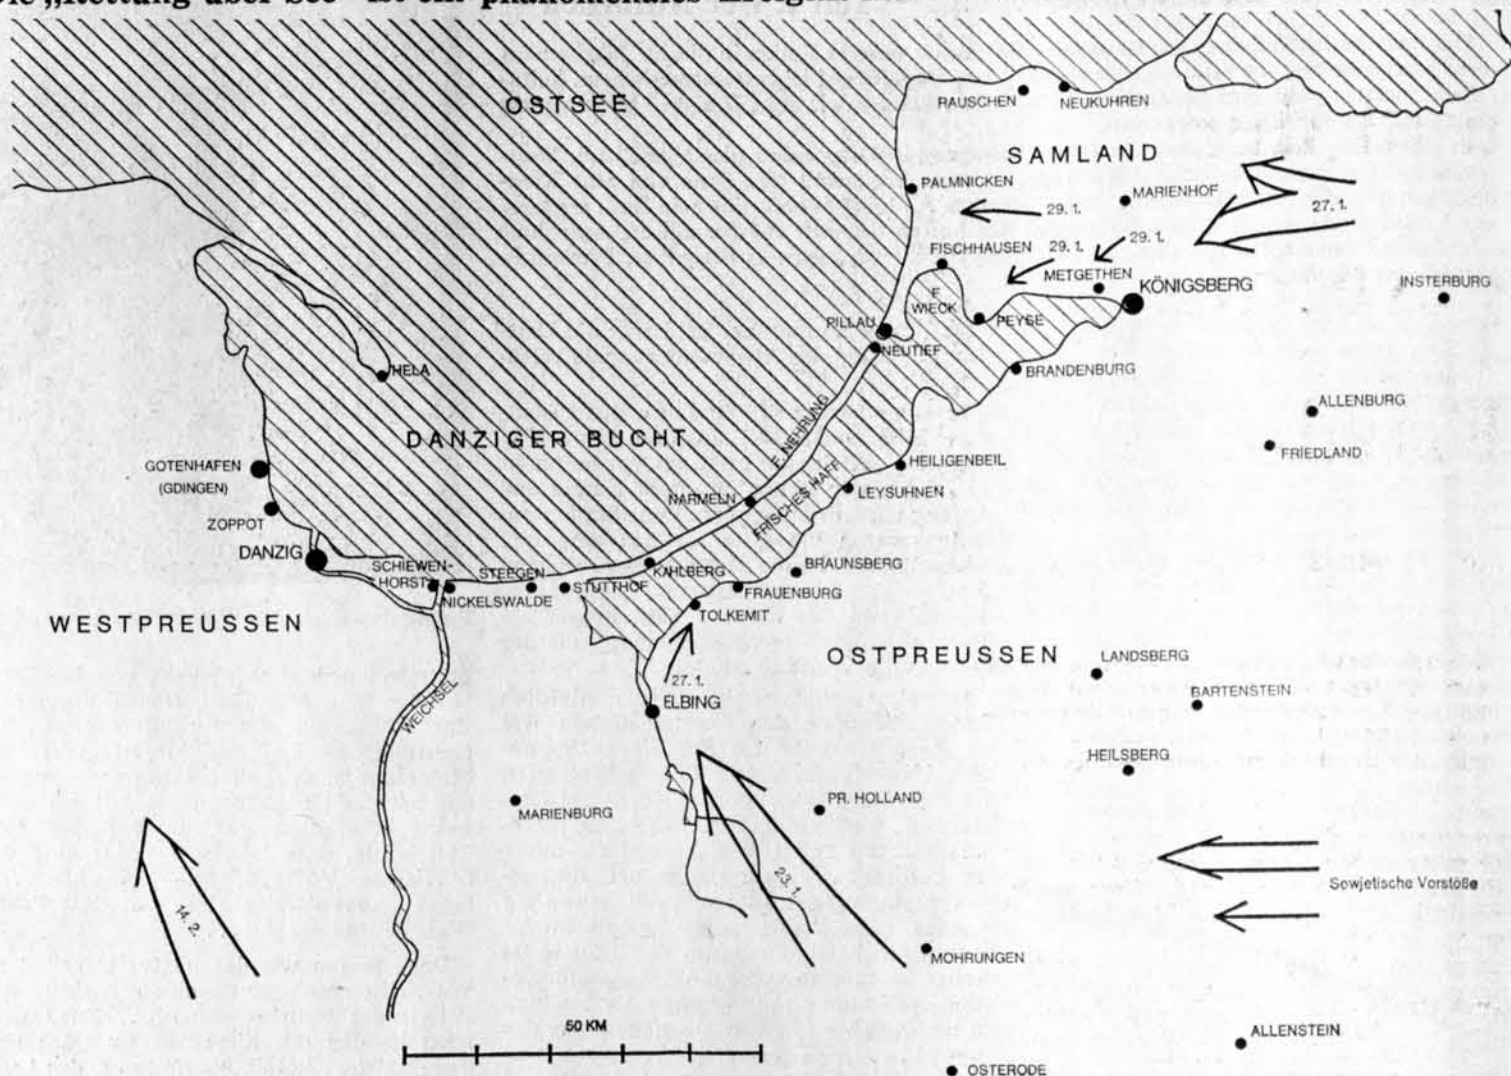 „Rettung über See" ist ein phänomenales Ereignis
OSTSEE
RAUSCHEN
NEUKUHREN
SAMLAND
PALMNICKEN
MARIENHOF
29. 1.
27. 1.
FISCHHAUSEN
29. 1.
29. 1.
METGETHEN
KÖNIGSBERG
INSTERBURG
F.
WIECK
PEYSE
PILLAU
NEUTIEF
HELA
BRANDENBURG
ALLENBURG
FRIEDLAND
DANZIGER BUCHT
F. NEHRUNG
FRISCHES HAFF
HEILIGENBEIL
LEYSUHNEN
GOTENHAFEN
(GDINGEN)
NARMELN
ZOPPOT
DANZIG
SCHIEWEN-
HORST
NICKELSWALDE
STEEGEN
STUTTHOF
KAHLBERG
BRAUNSBERG
FRAUENBURG
TOLKEMIT
WESTPREUSSEN
OSTPREUSSEN
LANDSBERG
BARTENSTEIN
27. 1.
ELBING
WEICHSEL
HEILSBERG
MARIENBURG
PR. HOLLAND
23. 1.
14. 2.
Sowjetische Vorstöße
MOHRUNGEN
50 KM
ALLENSTEIN
OSTERODE